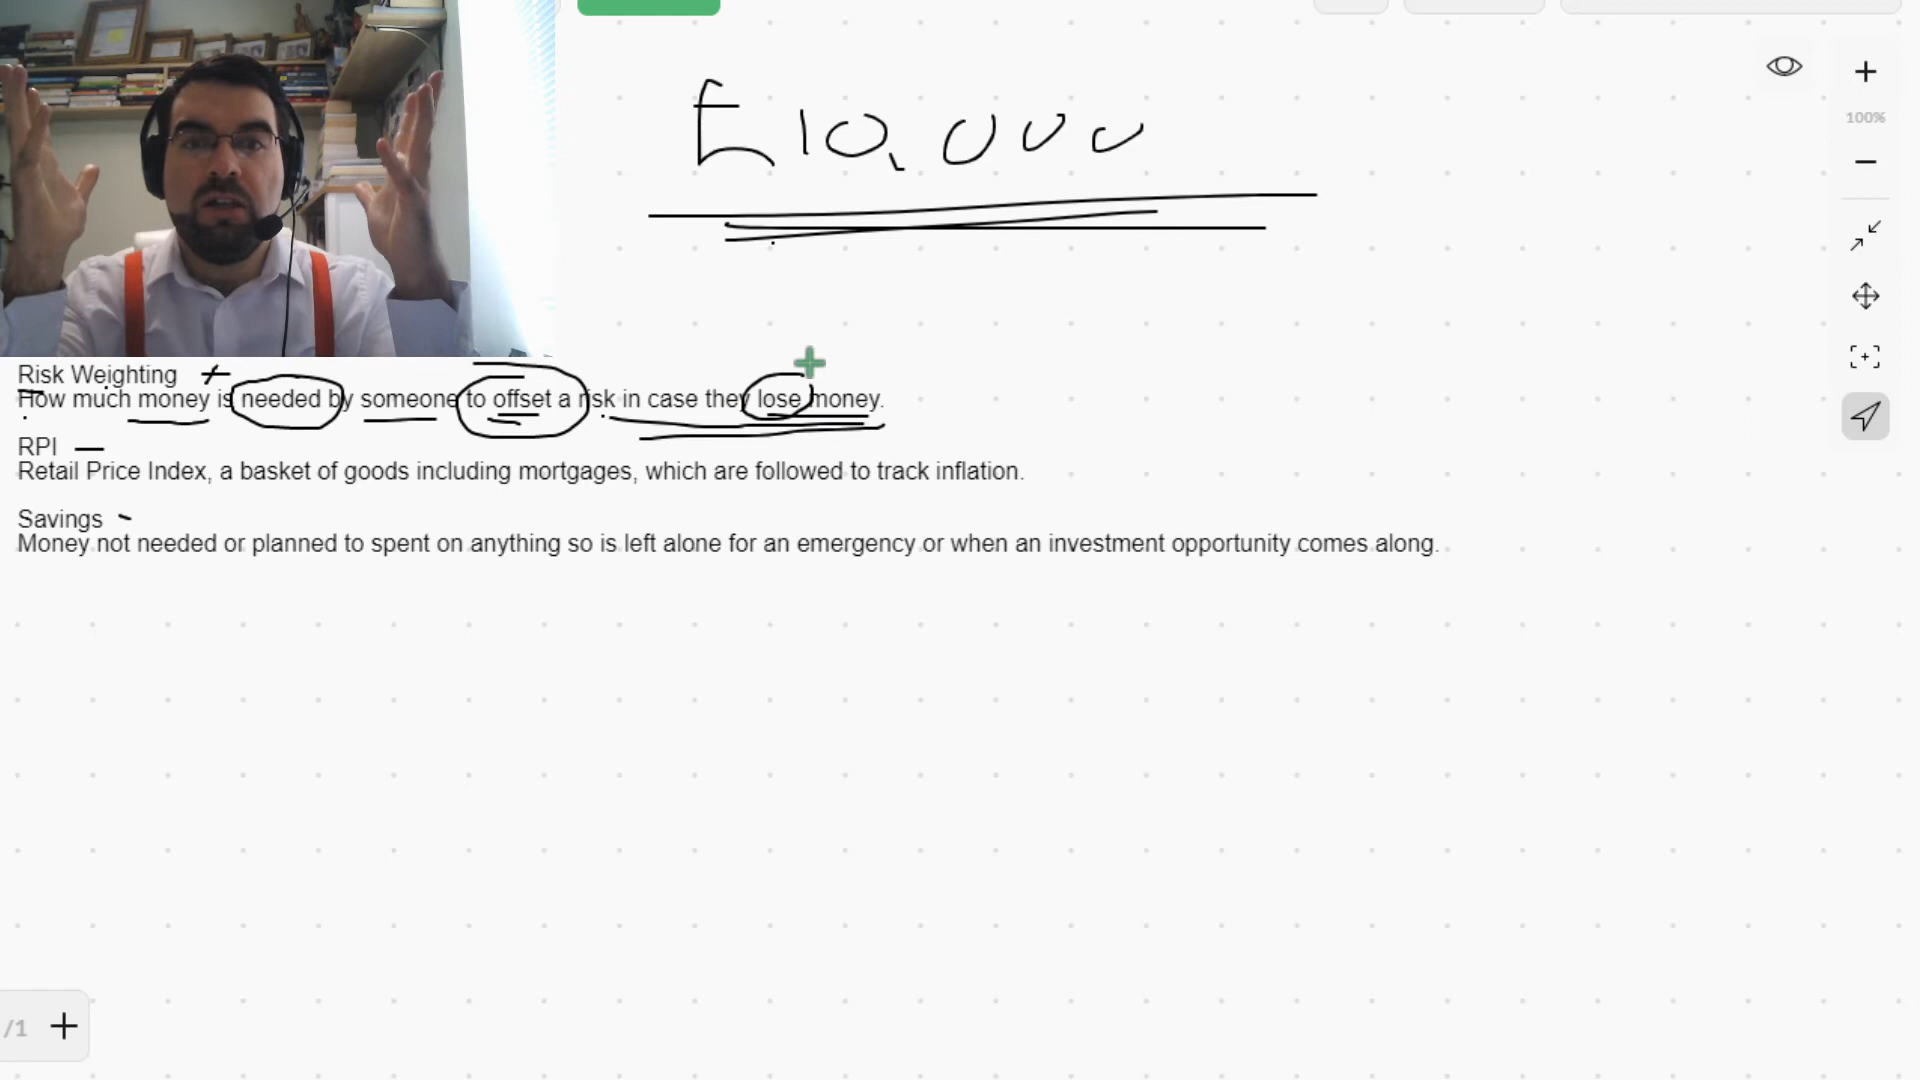 £10,000
100%
Risk Weighting
How much money is needed by someone to offset a risk in case they lose money.
RPI
Retail Price Index, a basket of goods including mortgages, which are followed to track inflation.
Savings
Money not needed or planned to spent on anything so is left alone for an emergency or when an investment opportunity comes along.
/1 +